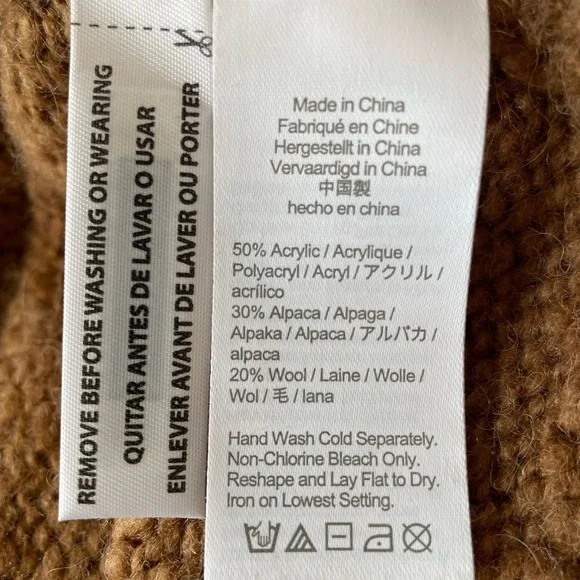 REMOVE BEFORE WASHING OR WEARING
QUITAR ANTES DE LAVAR O USAR
ENLEVER AVANT DE LAVER OU PORTER
Made in China
Fabriqué en Chine
Hergestellt in China
Vervaardigd in China
中国製
hecho en china
50% Acrylic / Acrylique /
Polyacryl / Acryl / アクリル /
acrílico
30% Alpaca / Alpaga /
Alpaka / Alpaca / アルパカ /
alpaca
20% Wool / Laine / Wolle /
Wol / 毛 / lana
Hand Wash Cold Separately.
Non-Chlorine Bleach Only.
Reshape and Lay Flat to Dry.
Iron on Lowest Setting.